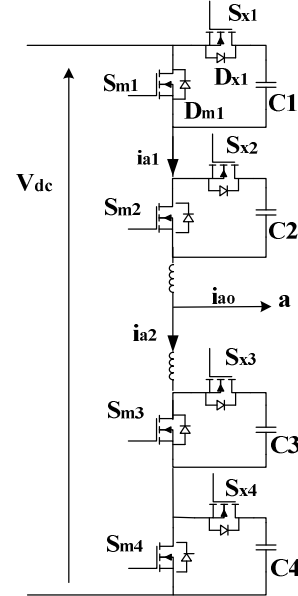 Sx1
Sm1
Dx1
C1
Dm1
ia1
Sx2
Vdc
Sm2
C2
iao
a
ia2
Sx3
Sm3
C3
Sx4
Sm4
C4